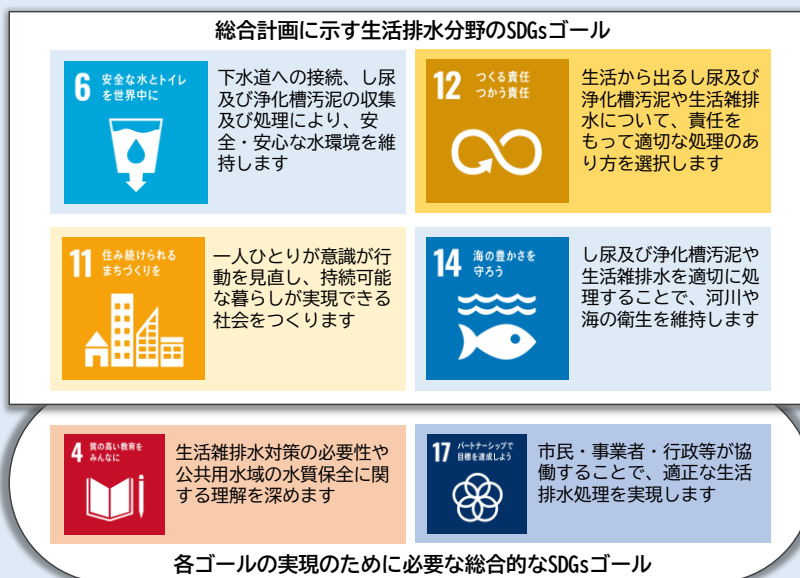 総合計画に示す生活排水分野のSDGsゴール
6 安全な水とトイレ
を世界中に
下水道への接続、し尿
及び浄化槽汚泥の収集
及び処理により、安
全・安心な水環境を維
持します
12 つくる責任
つかう責任
生活から出るし尿及び
浄化槽汚泥や生活雑排
水について、責任を
もって適切な処理のあ
り方を選択します
11 住み続けられる
まちづくりを
一人ひとりが意識が行
動を見直し、持続可能
な暮らしが実現できる
社会をつくります
14 海の豊かさを
守ろう
し尿及び浄化槽汚泥や
生活雑排水を適切に処
理することで、河川や
海の衛生を維持します
4 質の高い教育を
みんなに
生活雑排水対策の必要性や
公共用水域の水質保全に関
する理解を深めます
17 パートナーシップで
目標を達成しよう
市民・事業者・行政等が協
働することで、適正な生活
排水処理を実現します
各ゴールの実現のために必要な総合的なSDGsゴール